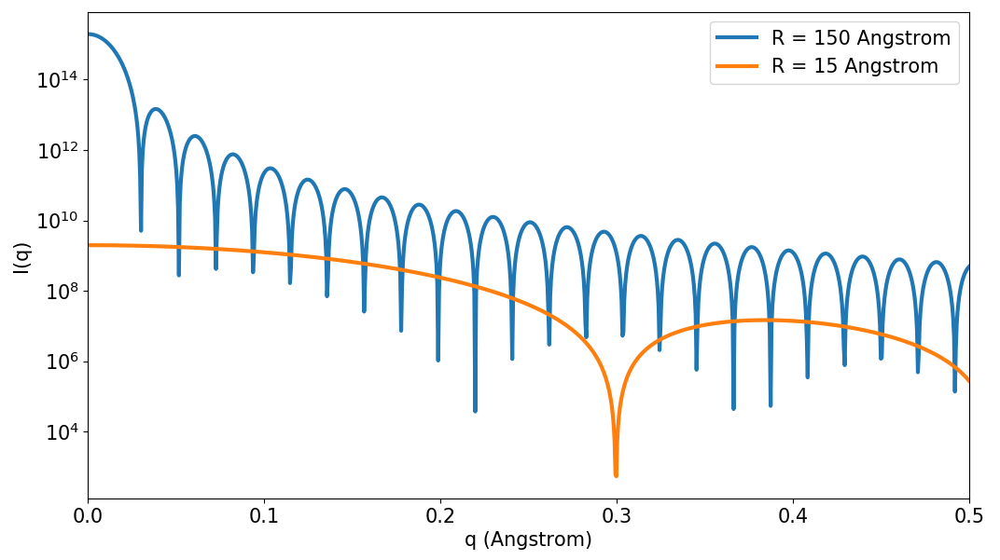 I(q)
10^14
10^12
10^10
10^8
10^6
10^4
R = 150 Angstrom
R = 15 Angstrom
0.0 0.1 0.2 0.3 0.4 0.5
q (Angstrom)